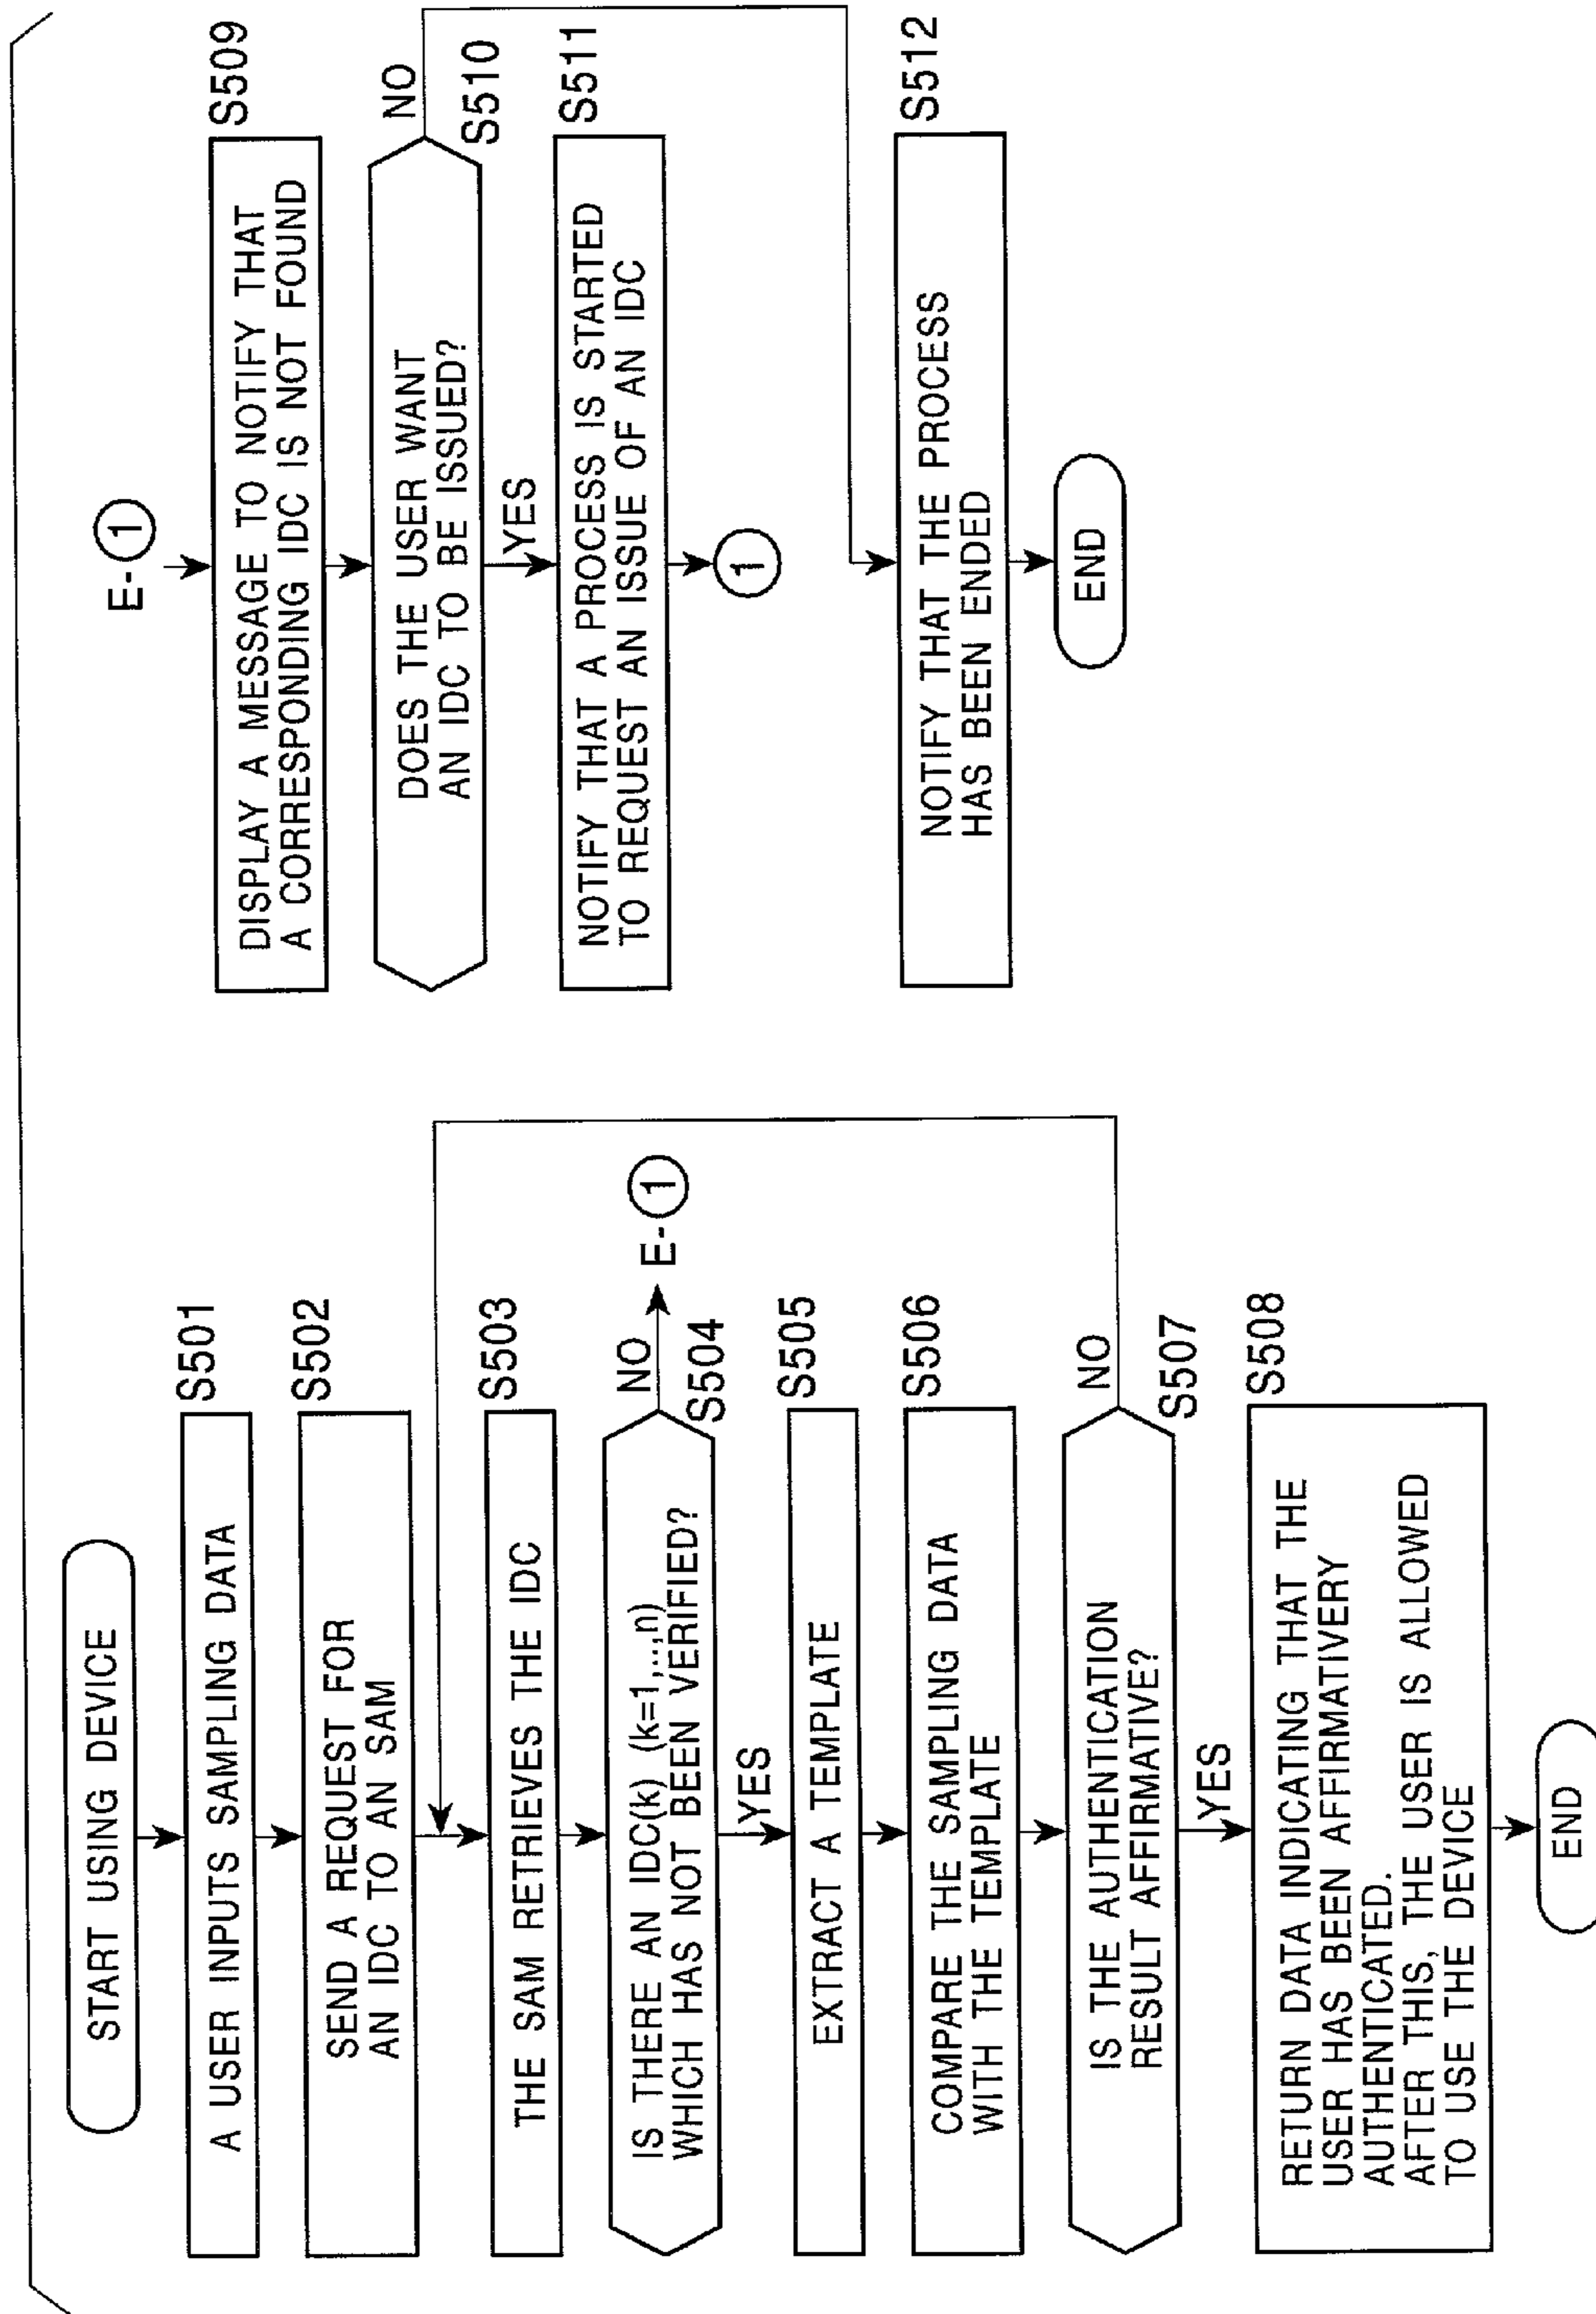 START USING DEVICE
S501
A USER INPUTS SAMPLING DATA
S502
SEND A REQUEST FOR
AN IDC TO AN SAM
S503
THE SAM RETRIEVES THE IDC
NO
E-1
S504
IS THERE AN IDC(k) (k=1,...,n)
WHICH HAS NOT BEEN VERIFIED?
YES
S505
EXTRACT A TEMPLATE
S506
COMPARE THE SAMPLING DATA
WITH THE TEMPLATE
NO
S507
IS THE AUTHENTICATION
RESULT AFFIRMATIVE?
YES
S508
RETURN DATA INDICATING THAT THE
USER HAS BEEN AFFIRMATIVERY
AUTHENTICATED.
AFTER THIS, THE USER IS ALLOWED
TO USE THE DEVICE
END
E-1
S509
DISPLAY A MESSAGE TO NOTIFY THAT
A CORRESPONDING IDC IS NOT FOUND
NO
S510
DOES THE USER WANT
AN IDC TO BE ISSUED?
YES
S511
NOTIFY THAT A PROCESS IS STARTED
TO REQUEST AN ISSUE OF AN IDC
1
S512
NOTIFY THAT THE PROCESS
HAS BEEN ENDED
END